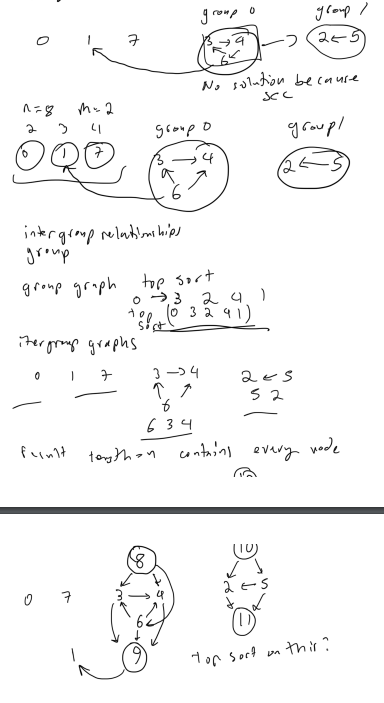 group 0 group 1
0 1 7 3 → 4 2 ← 5
6
No solution because
SCC
n=8 m=2
2 3 4 group 0 group 1
0 1 7 3 → 4 2 ← 5
6
intergroup relationships
group
group graph top sort
0 → 3 2 4 1
top sort (0 3 2 4 1)
itergroup graphs
0 1 7 3 → 4 2 ← 5
6 5 2
6 3 4
result length = n contains every node
8 10
0 7 3 → 4 2 ← 5
6 11
1 9 top sort on this?